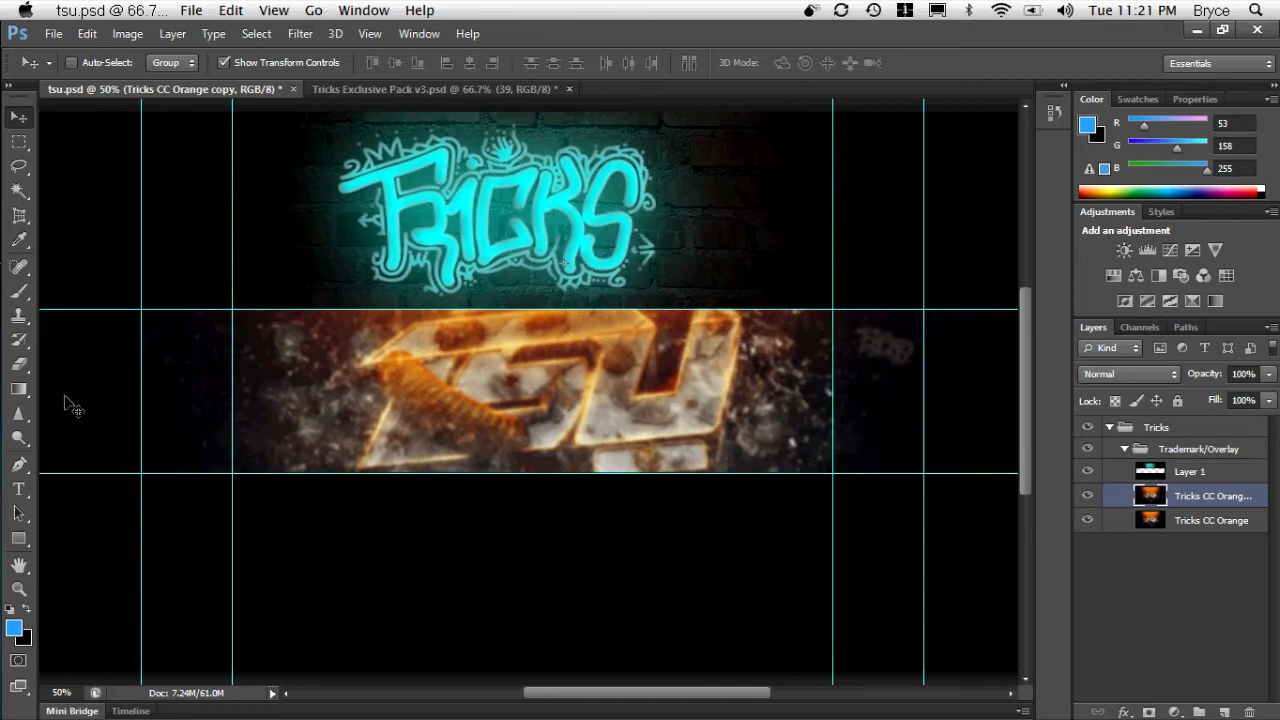 tsu.psd @ 66.7... File Edit View Go Window Help Tue 11:21 PM Bryce
Ps File Edit Image Layer Type Select Filter 3D View Window Help
Auto-Select: Group Show Transform Controls 3D Mode: Essentials
tsu.psd @ 50% (Tricks CC Orange copy, RGB/8) * × Tricks Exclusive Pack v3.psd @ 66.7% (39, RGB/8) * ×
Color Swatches Properties
R 53
G 158
B 255
Adjustments Styles
Add an adjustment
Layers Channels Paths
Kind
Normal Opacity: 100%
Lock: Fill: 100%
Tricks
Trademark/Overlay
Layer 1
Tricks CC Orang...
Tricks CC Orange
TRiCKS
TSU
50% Doc: 7.24M/61.0M
Mini Bridge Timeline